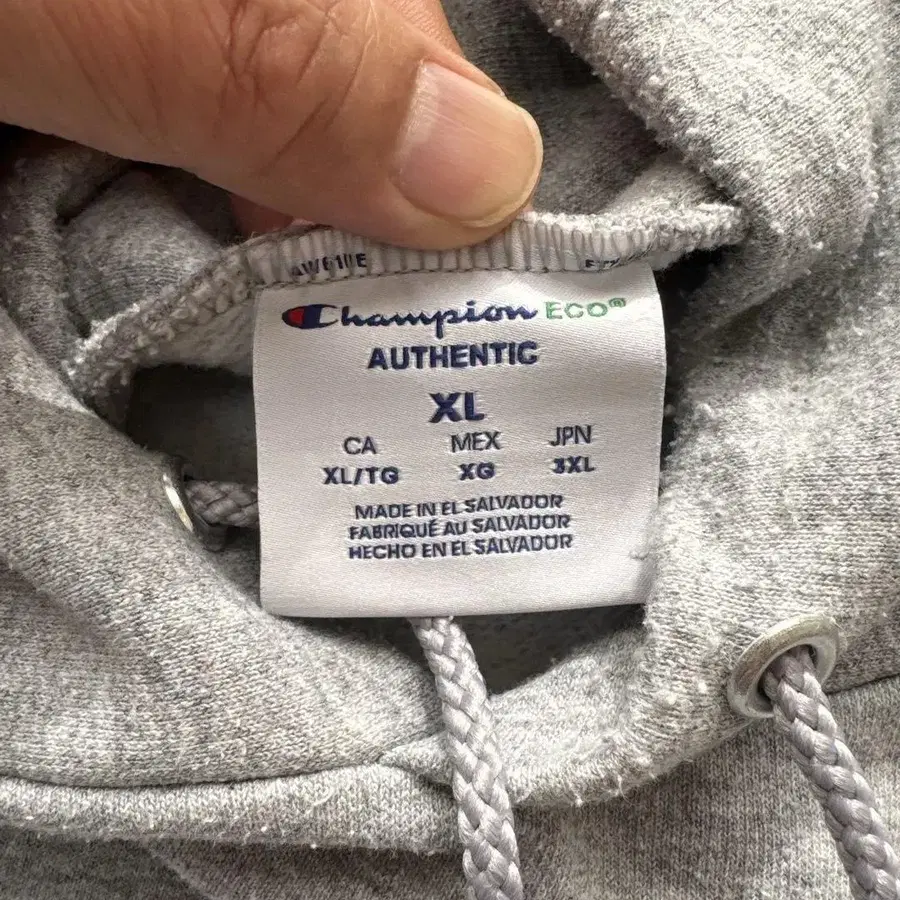 Champion ECO®
AUTHENTIC
XL
CA MEX JPN
XL/TG XG 3XL
MADE IN EL SALVADOR
FABRIQUÉ AU SALVADOR
HECHO EN EL SALVADOR